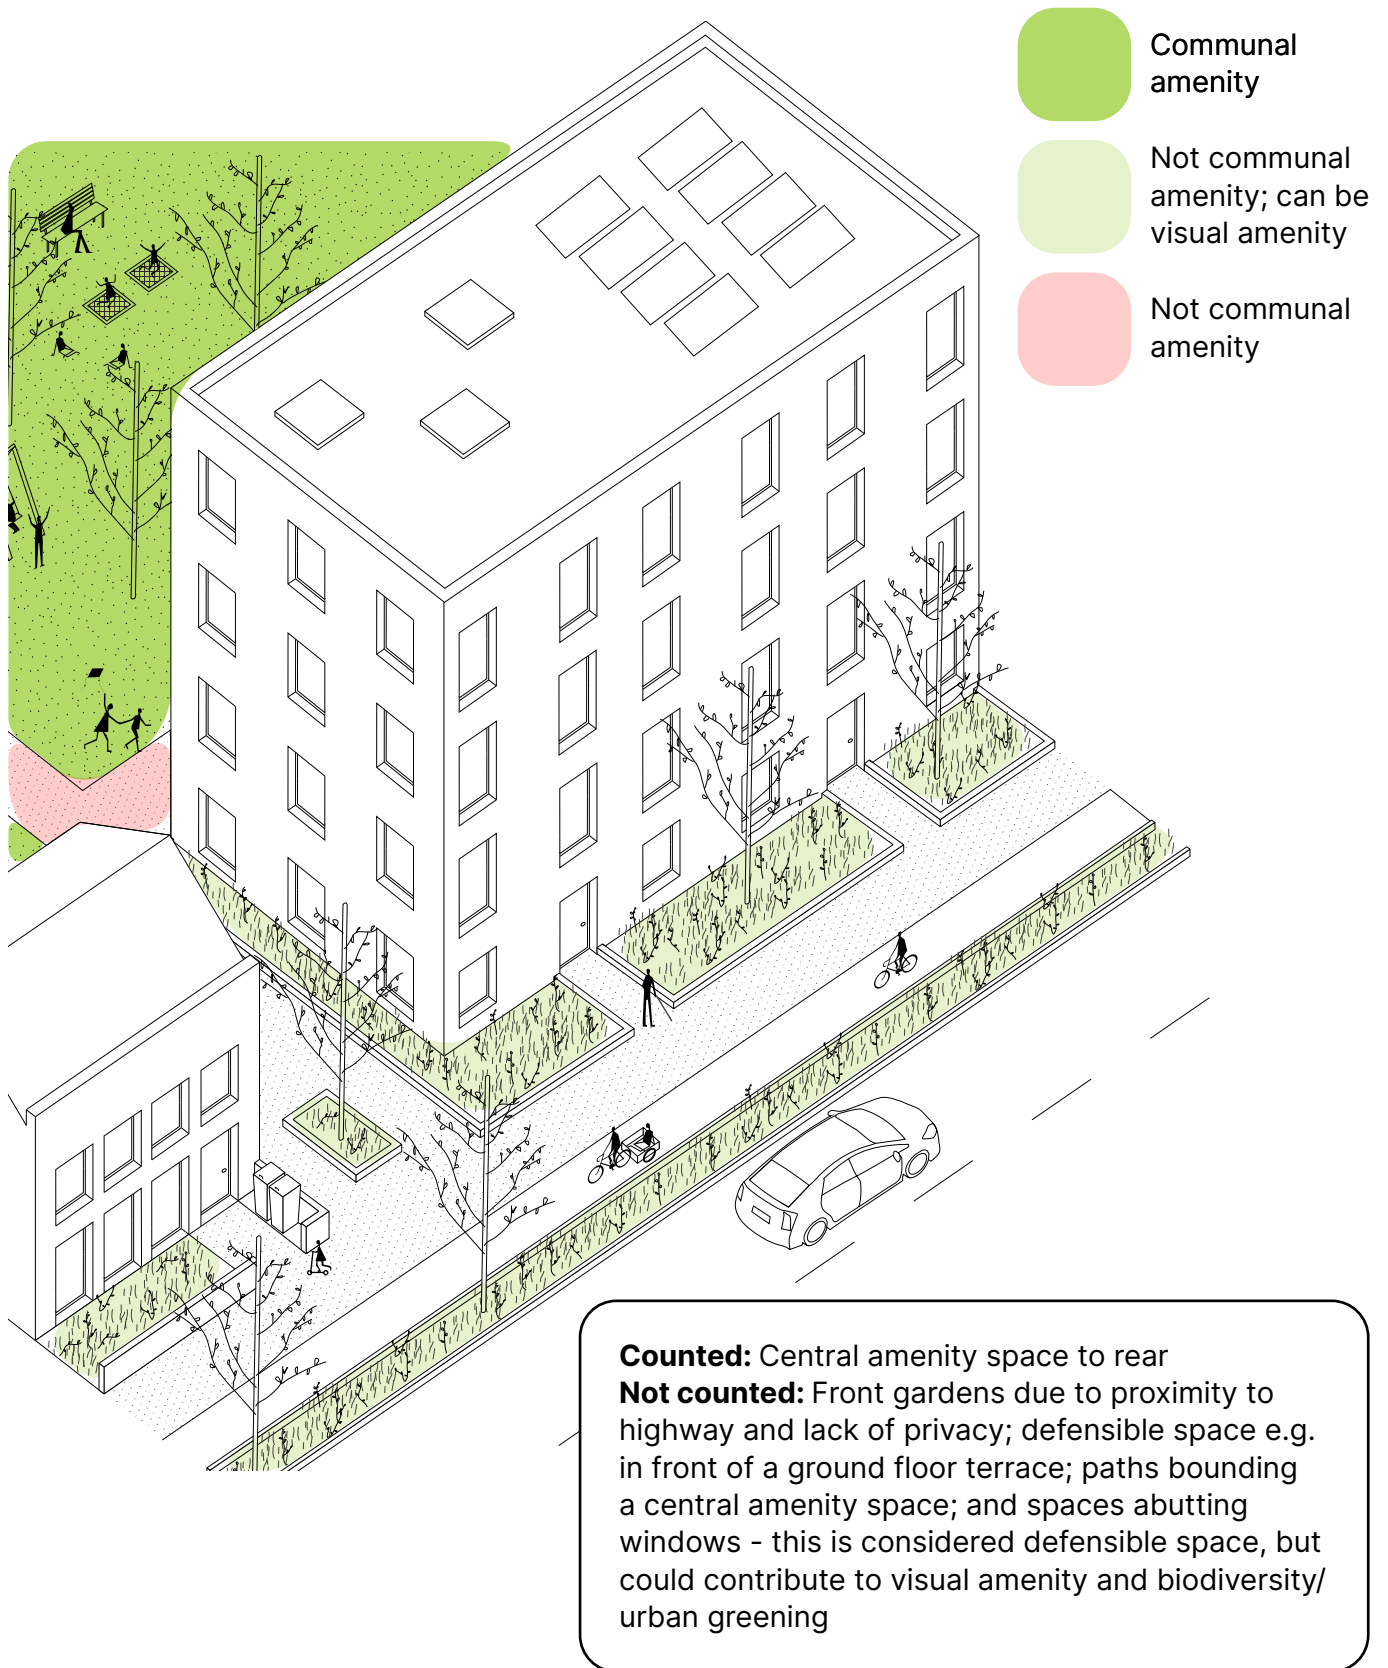 Communal
amenity
Not communal
amenity; can be
visual amenity
Not communal
amenity
Counted: Central amenity space to rear
Not counted: Front gardens due to proximity to
highway and lack of privacy; defensible space e.g.
in front of a ground floor terrace; paths bounding
a central amenity space; and spaces abutting
windows - this is considered defensible space, but
could contribute to visual amenity and biodiversity/
urban greening